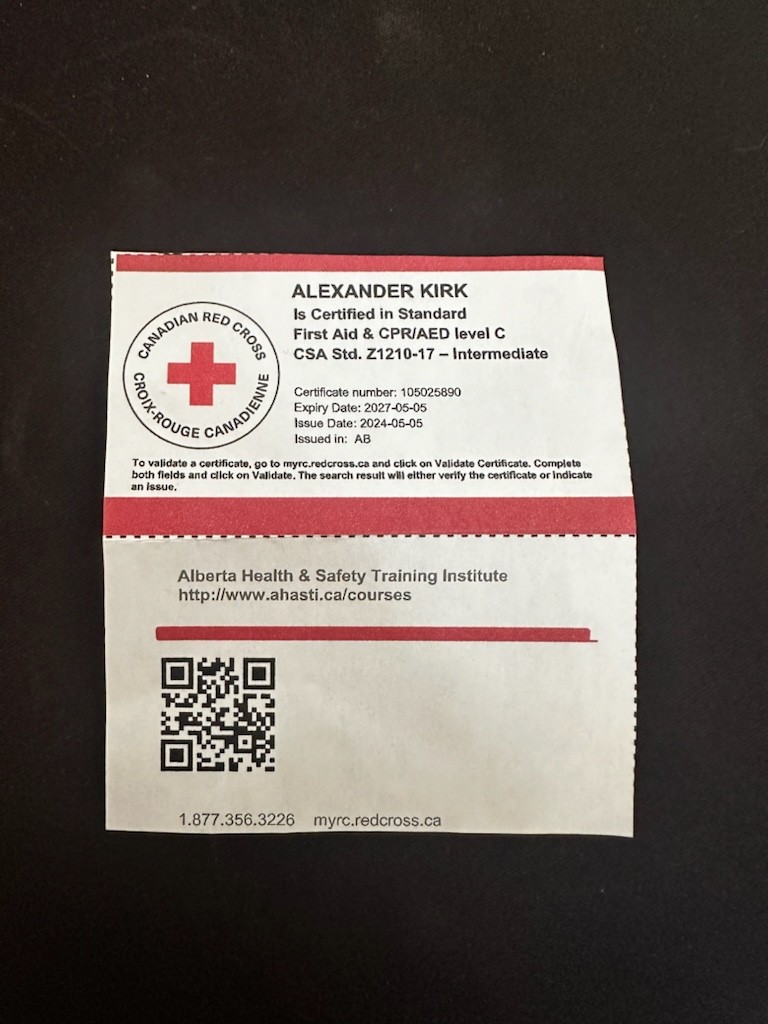 ALEXANDER KIRK
Is Certified in Standard
First Aid & CPR/AED level C
CSA Std. Z1210-17 – Intermediate
CANADIAN RED CROSS
CROIX-ROUGE CANADIENNE
Certificate number: 105025890
Expiry Date: 2027-05-05
Issue Date: 2024-05-05
Issued in: AB
To validate a certificate, go to myrc.redcross.ca and click on Validate Certificate. Complete
both fields and click on Validate. The search result will either verify the certificate or indicate
an issue.
Alberta Health & Safety Training Institute
http://www.ahasti.ca/courses
1.877.356.3226 myrc.redcross.ca